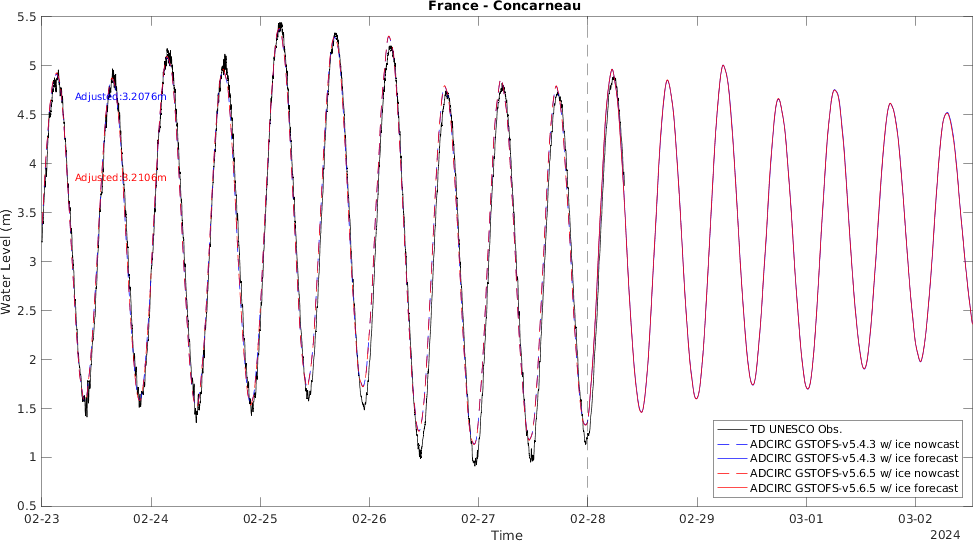 France - Concarneau
5.5
5
4.5
4
3.5
3
2.5
2
1.5
1
0.5
Water Level (m)
Adjusted:3.2076m
Adjusted:3.2106m
TD UNESCO Obs.
ADCIRC GSTOFS-v5.4.3 w/ ice nowcast
ADCIRC GSTOFS-v5.4.3 w/ ice forecast
ADCIRC GSTOFS-v5.6.5 w/ ice nowcast
ADCIRC GSTOFS-v5.6.5 w/ ice forecast
02-23 02-24 02-25 02-26 02-27 02-28 02-29 03-01 03-02
Time
2024